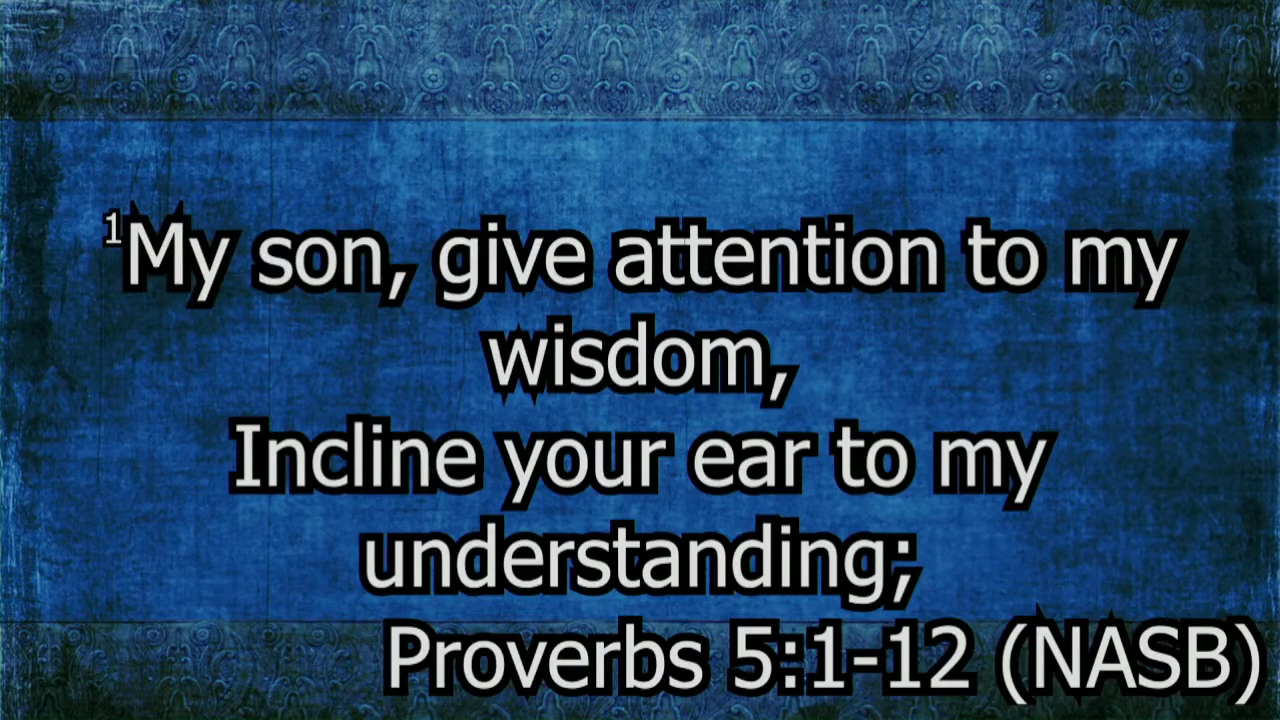 ¹My son, give attention to my
wisdom,
Incline your ear to my
understanding;
Proverbs 5:1-12 (NASB)